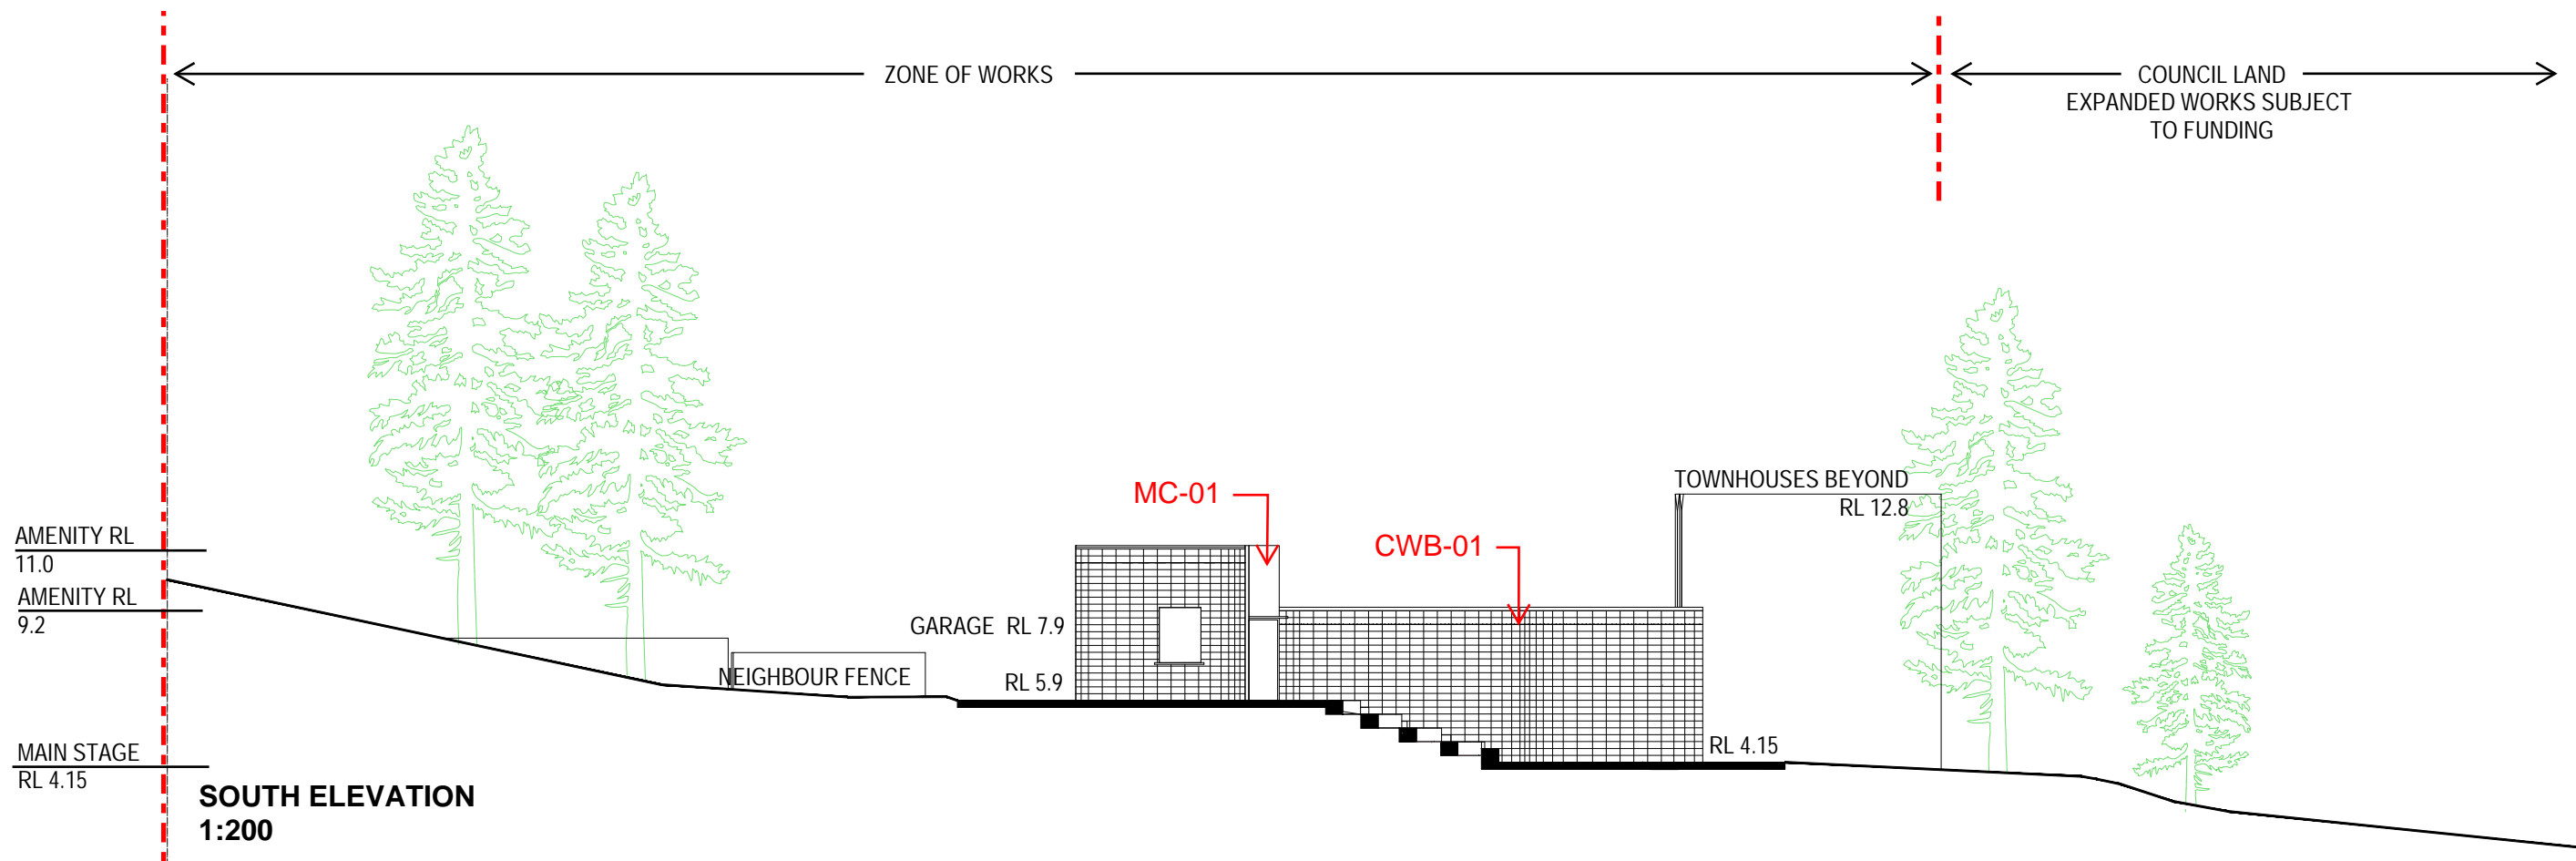 ZONE OF WORKS
COUNCIL LAND
EXPANDED WORKS SUBJECT
TO FUNDING
TOWNHOUSES BEYOND
RL 12.8
MC-01
CWB-01
AMENITY RL
11.0
AMENITY RL
9.2
GARAGE RL 7.9
NEIGHBOUR FENCE
RL 5.9
RL 4.15
MAIN STAGE
RL 4.15
SOUTH ELEVATION
1:200